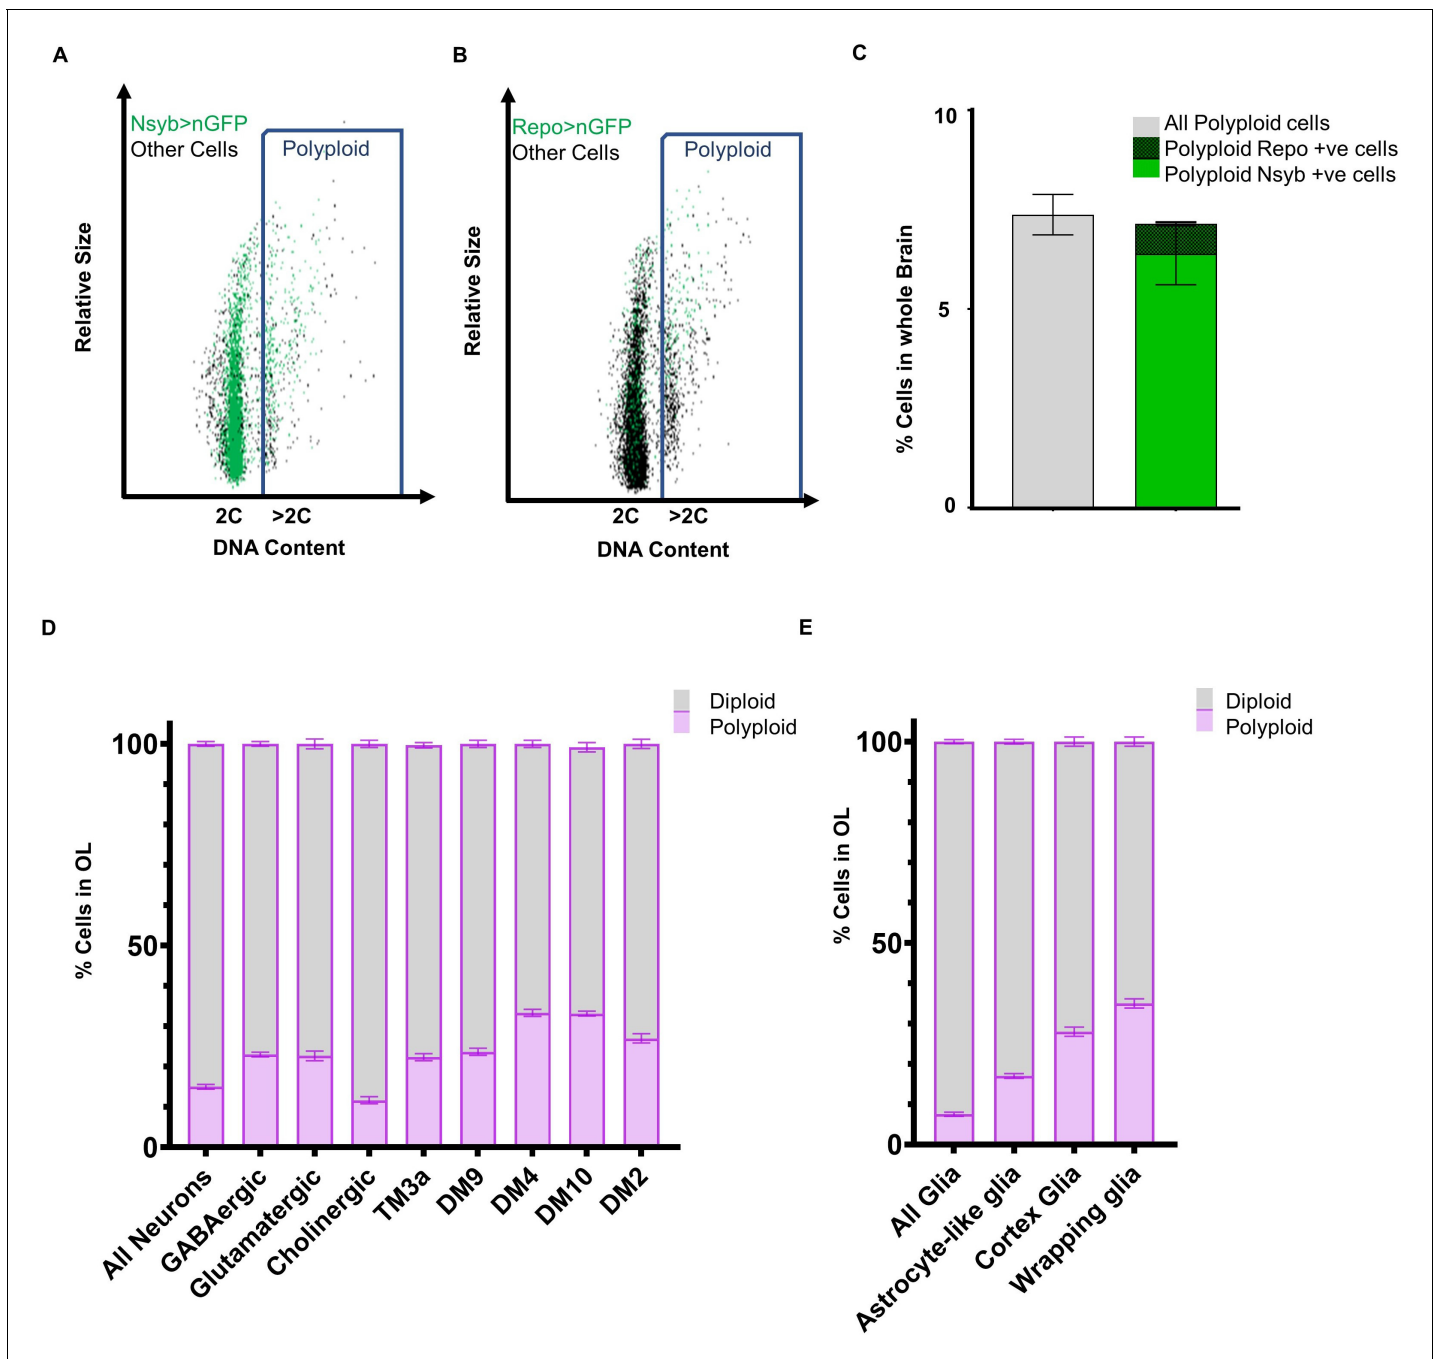 A
Nsyb>nGFP
Other Cells
Polyploid
Relative Size
2C >2C
DNA Content
B
Repo>nGFP
Other Cells
Polyploid
Relative Size
2C >2C
DNA Content
C
10
5
0
% Cells in whole Brain
All Polyploid cells
Polyploid Repo +ve cells
Polyploid Nsyb +ve cells
D
Diploid
Polyploid
100
50
0
% Cells in OL
All Neurons
GABAergic
Glutamatergic
Cholinergic
TM3a
DM9
DM4
DM10
DM2
E
Diploid
Polyploid
100
50
0
% Cells in OL
All Glia
Astrocyte-like glia
Cortex Glia
Wrapping glia